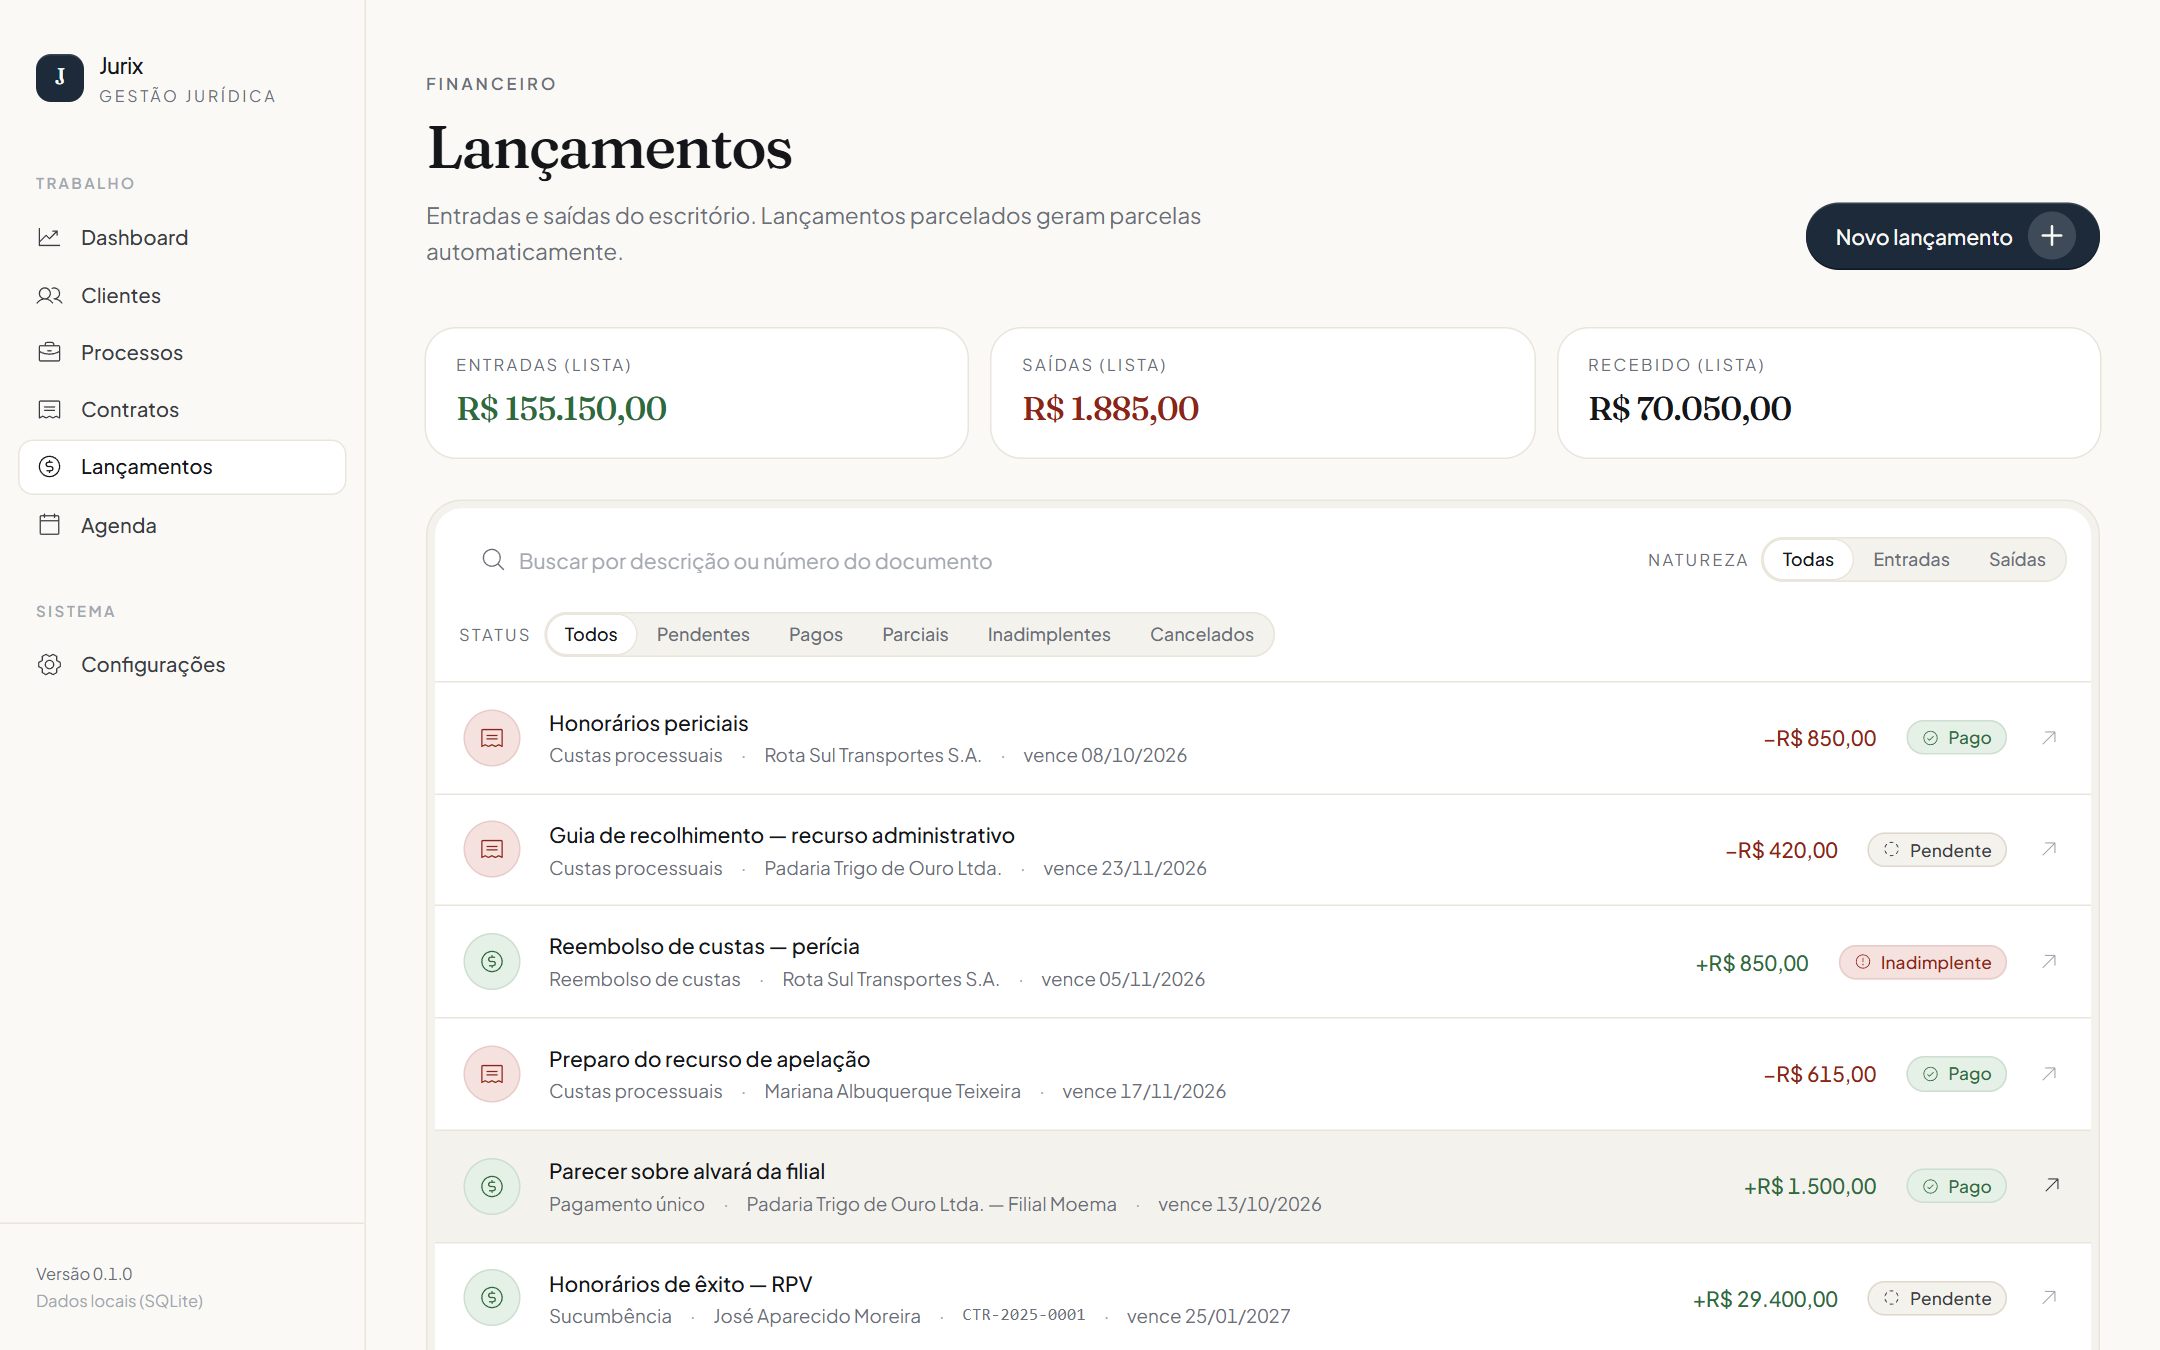 J
Jurix
GESTÃO JURÍDICA
TRABALHO
Dashboard
Clientes
Processos
Contratos
Lançamentos
Agenda
SISTEMA
Configurações
Versão 0.1.0
Dados locais (SQLite)
FINANCEIRO
Lançamentos
Entradas e saídas do escritório. Lançamentos parcelados geram parcelas
automaticamente.
Novo lançamento
ENTRADAS (LISTA)
R$ 155.150,00
SAÍDAS (LISTA)
R$ 1.885,00
RECEBIDO (LISTA)
R$ 70.050,00
Buscar por descrição ou número do documento
NATUREZA Todas Entradas Saídas
STATUS Todos Pendentes Pagos Parciais Inadimplentes Cancelados
Honorários periciais
Custas processuais · Rota Sul Transportes S.A. · vence 08/10/2026
−R$ 850,00 Pago
Guia de recolhimento — recurso administrativo
Custas processuais · Padaria Trigo de Ouro Ltda. · vence 23/11/2026
−R$ 420,00 Pendente
Reembolso de custas — perícia
Reembolso de custas · Rota Sul Transportes S.A. · vence 05/11/2026
+R$ 850,00 Inadimplente
Preparo do recurso de apelação
Custas processuais · Mariana Albuquerque Teixeira · vence 17/11/2026
−R$ 615,00 Pago
Parecer sobre alvará da filial
Pagamento único · Padaria Trigo de Ouro Ltda. — Filial Moema · vence 13/10/2026
+R$ 1.500,00 Pago
Honorários de êxito — RPV
Sucumbência · José Aparecido Moreira · CTR-2025-0001 · vence 25/01/2027
+R$ 29.400,00 Pendente